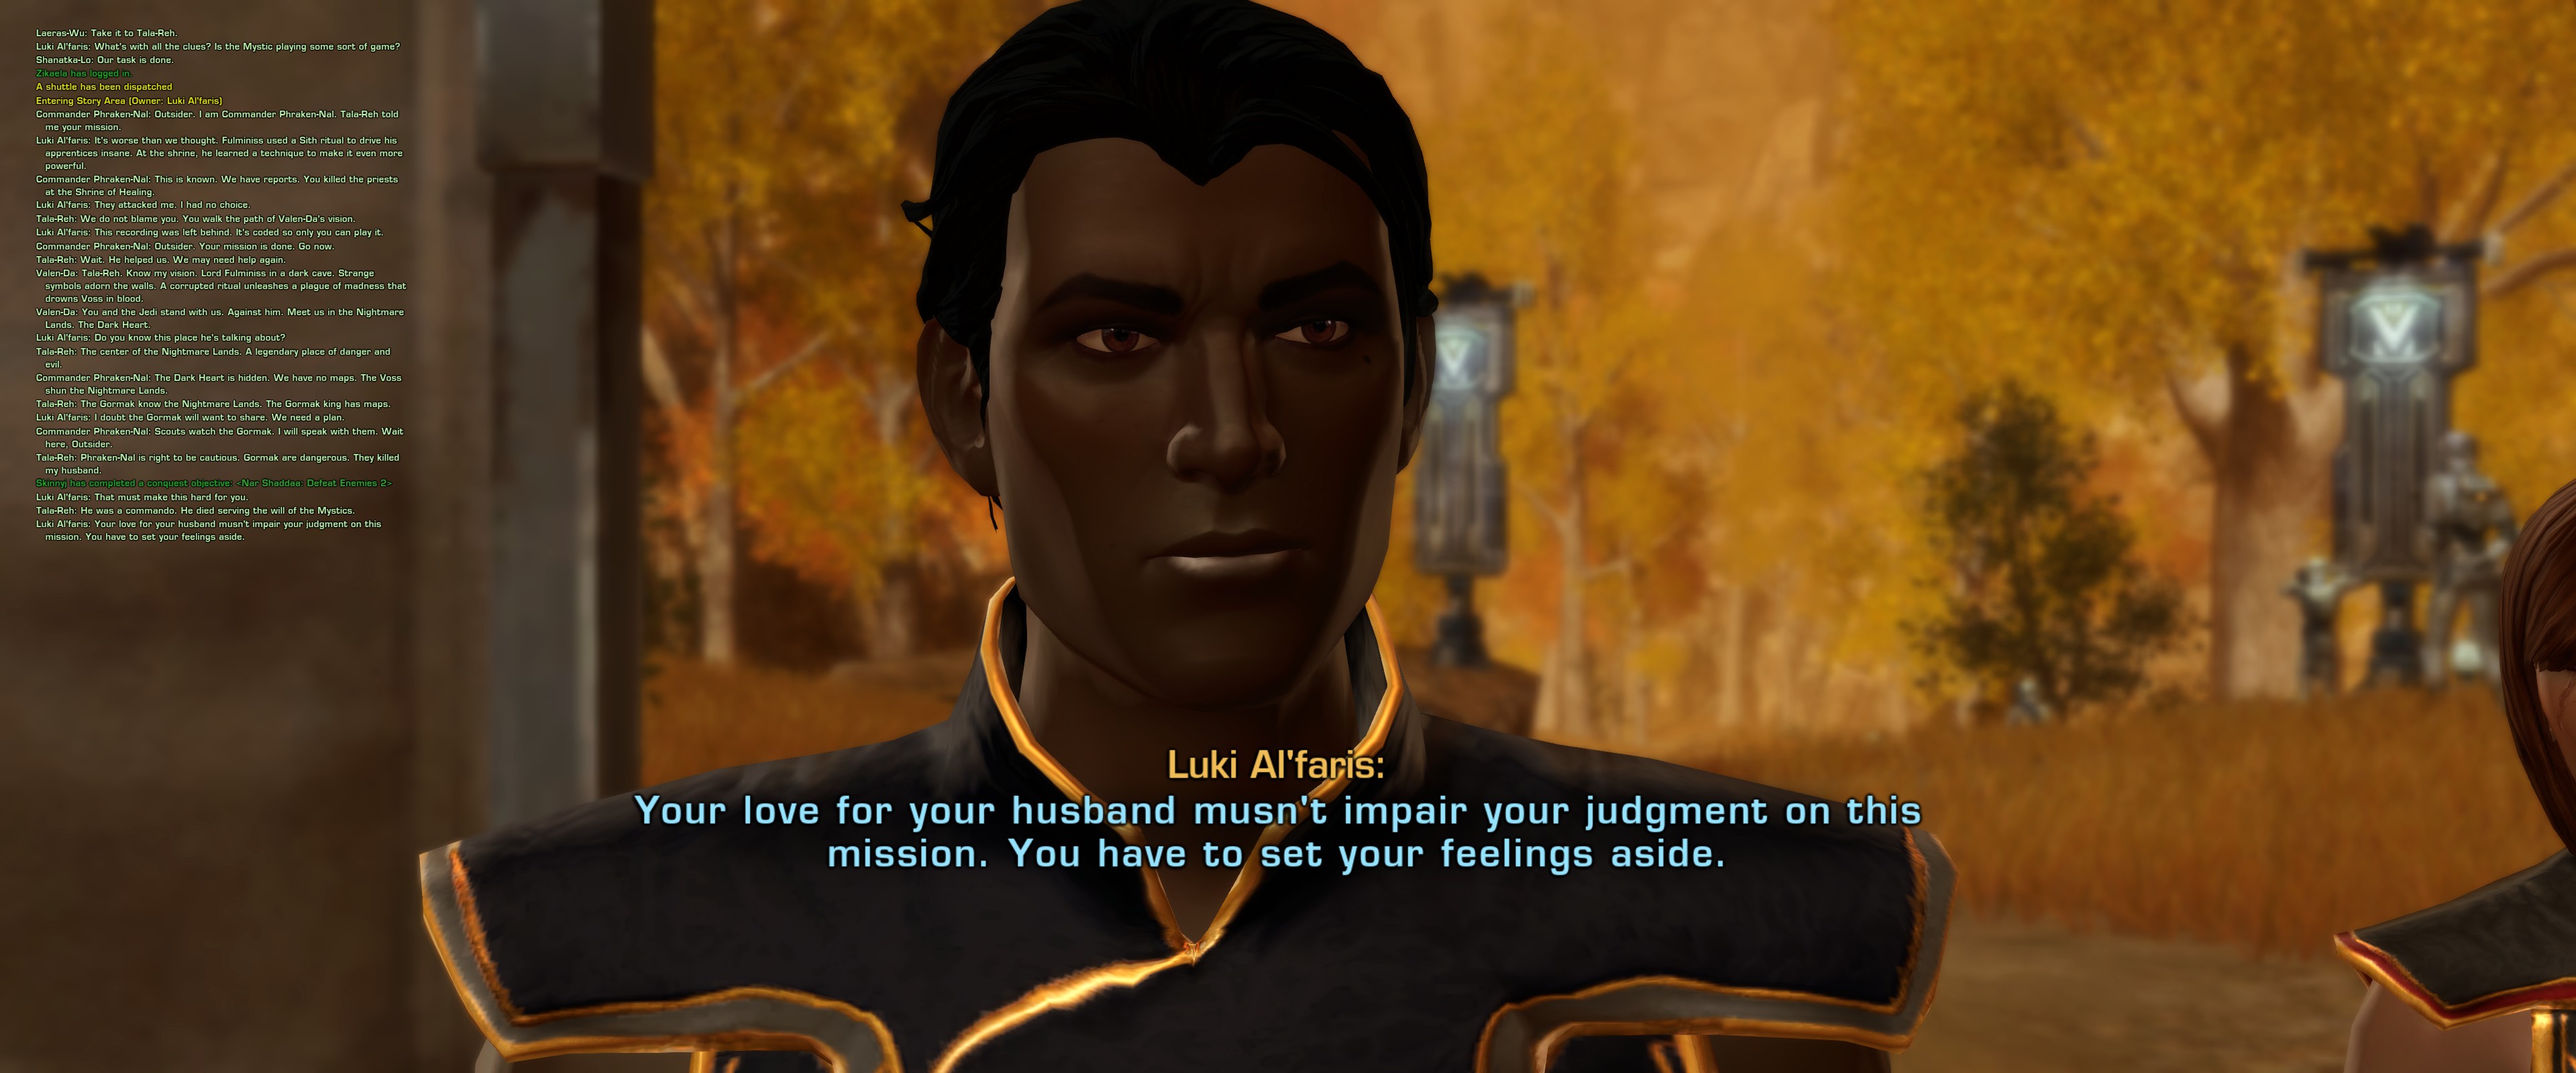 Laeras-Wu: Take it to Tala-Reh.
Luki Al'faris: What's with all the clues? Is the Mystic playing some sort of game?
Shanatka-Lo: Our task is done.
Zikaela has logged in.
A shuttle has been dispatched
Entering Story Area (Owner: Luki Al'faris)
Commander Phraken-Nal: Outsider. I am Commander Phraken-Nal. Tala-Reh told
me your mission.
Luki Al'faris: It's worse than we thought. Fulminiss used a Sith ritual to drive his
apprentices insane. At the shrine, he learned a technique to make it even more
powerful.
Commander Phraken-Nal: This is known. We have reports. You killed the priests
at the Shrine of Healing.
Luki Al'faris: They attacked me. I had no choice.
Tala-Reh: We do not blame you. You walk the path of Valen-Da's vision.
Luki Al'faris: This recording was left behind. It's coded so only you can play it.
Commander Phraken-Nal: Outsider. Your mission is done. Go now.
Tala-Reh: Wait. He helped us. We may need help again.
Valen-Da: Tala-Reh. Know my vision. Lord Fulminiss in a dark cave. Strange
symbols adorn the walls. A corrupted ritual unleashes a plague of madness that
drowns Voss in blood.
Valen-Da: You and the Jedi stand with us. Against him. Meet us in the Nightmare
Lands. The Dark Heart.
Luki Al'faris: Do you know this place he's talking about?
Tala-Reh: The center of the Nightmare Lands. A legendary place of danger and
evil.
Commander Phraken-Nal: The Dark Heart is hidden. We have no maps. The Voss
shun the Nightmare Lands.
Tala-Reh: The Gormak know the Nightmare Lands. The Gormak king has maps.
Luki Al'faris: I doubt the Gormak will want to share. We need a plan.
Commander Phraken-Nal: Scouts watch the Gormak. I will speak with them. Wait
here, Outsider.
Tala-Reh: Phraken-Nal is right to be cautious. Gormak are dangerous. They killed
my husband.
Skinnyj has completed a conquest objective: <Nar Shaddaa: Defeat Enemies 2>
Luki Al'faris: That must make this hard for you.
Tala-Reh: He was a commando. He died serving the will of the Mystics.
Luki Al'faris: Your love for your husband musn't impair your judgment on this
mission. You have to set your feelings aside.
Luki Al'faris:
Your love for your husband musn't impair your judgment on this
mission. You have to set your feelings aside.